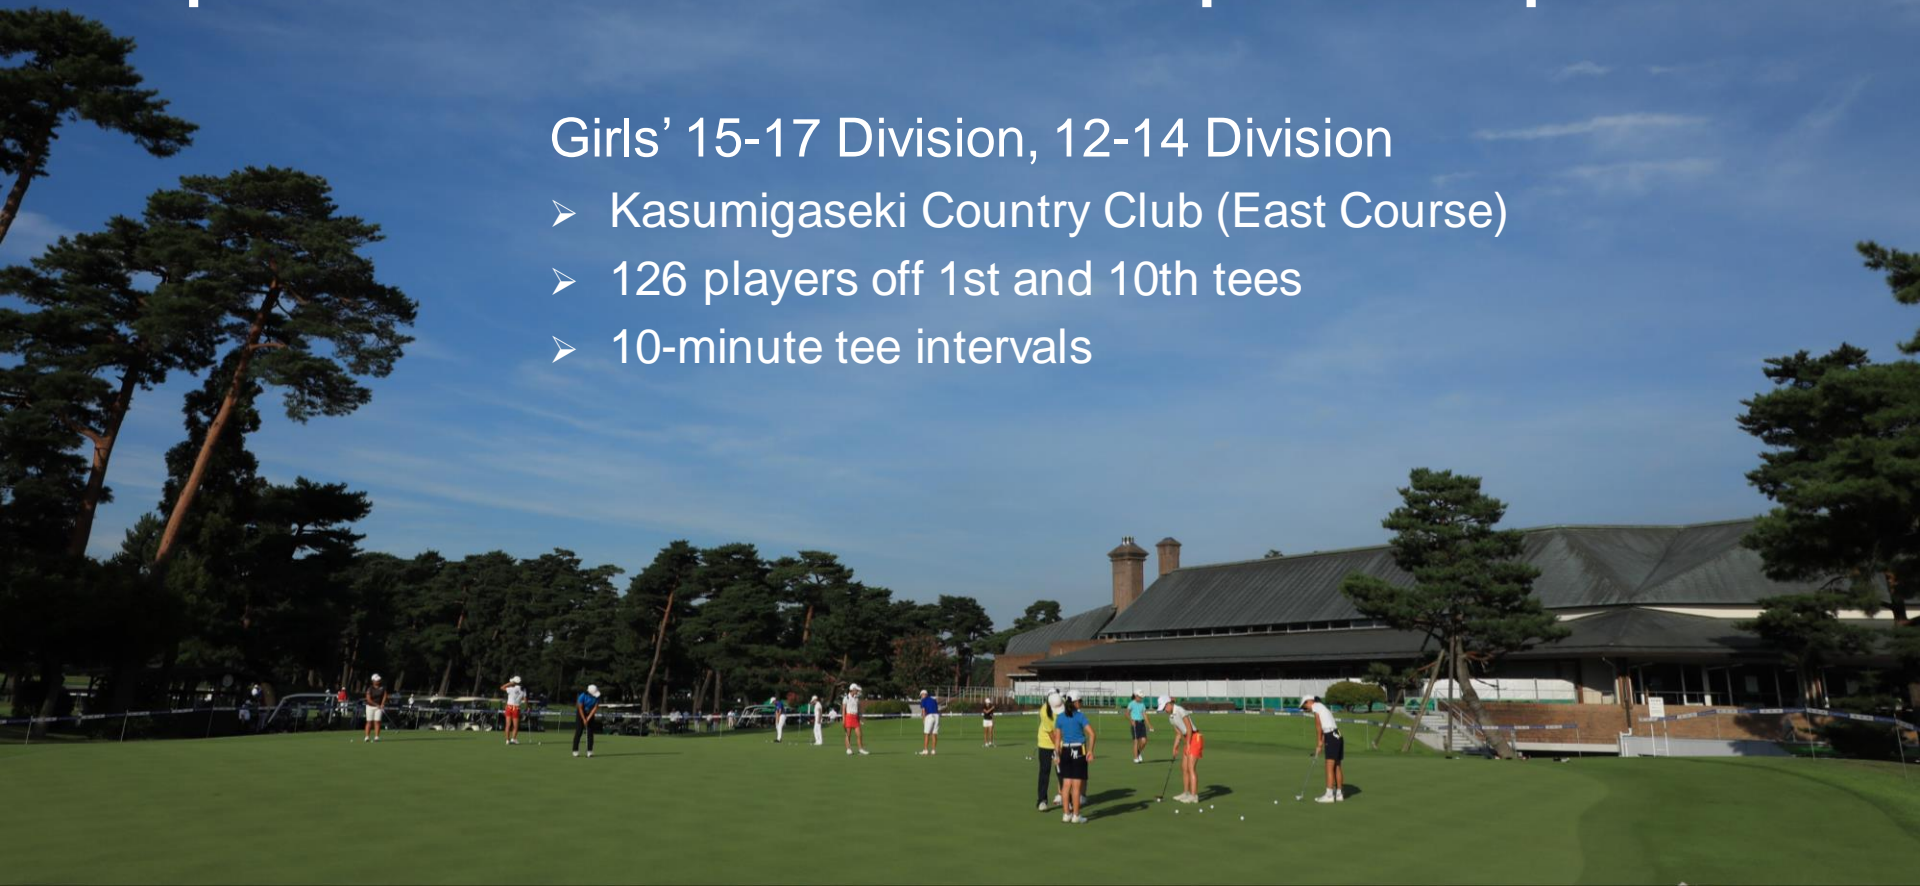 Girls’ 15-17 Division, 12-14 Division
➢ Kasumigaseki Country Club (East Course)
➢ 126 players off 1st and 10th tees
➢ 10-minute tee intervals